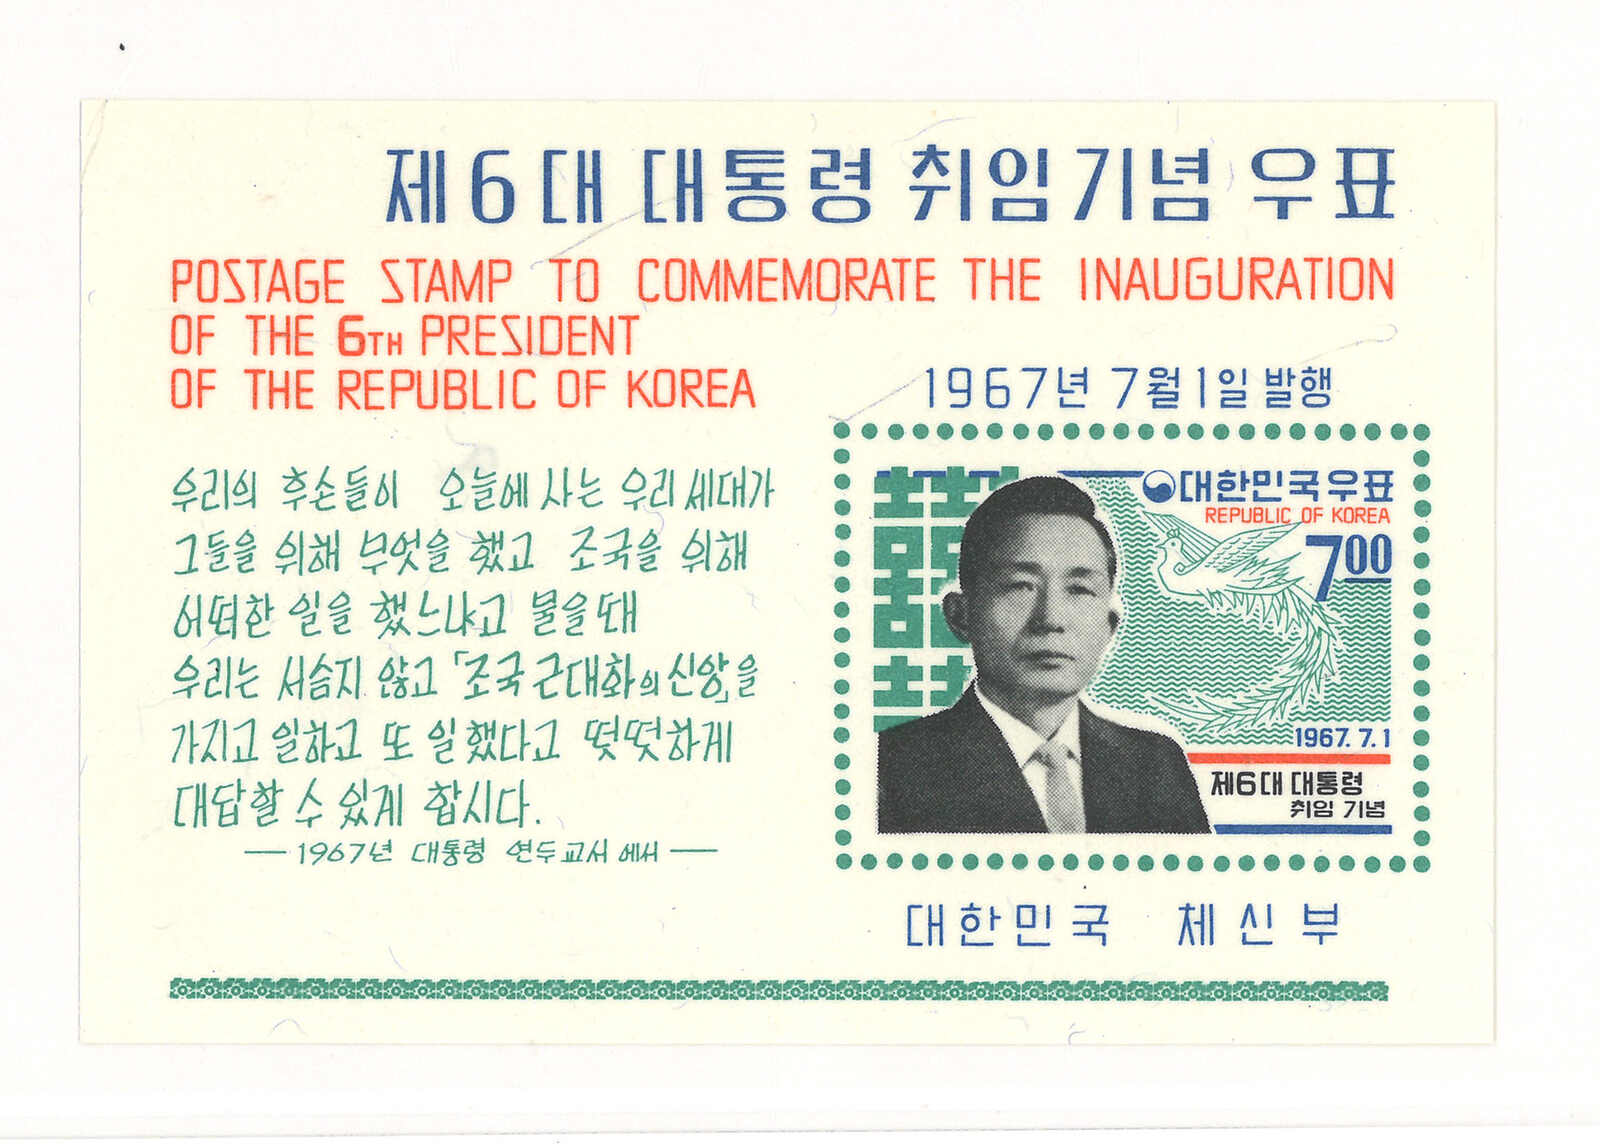 제6대 대통령 취임기념 우표
POSTAGE STAMP TO COMMEMORATE THE INAUGURATION
OF THE 6TH PRESIDENT
OF THE REPUBLIC OF KOREA
1967년 7월 1일 발행
우리의 후손들이 오늘에 사는 우리 세대가
그들을 위해 무엇을 했고 조국을 위해
어떠한 일을 했느냐고 물을때
우리는 서슴지 않고 「조국 근대화의 신앙」을
가지고 일하고 또 일했다고 떳떳하게
대답할 수 있게 합시다.
— 1967년 대통령 연두교서에서 —
대한민국우표
REPUBLIC OF KOREA
700
1967. 7. 1
제6대 대통령
취임 기념
대한민국 체신부